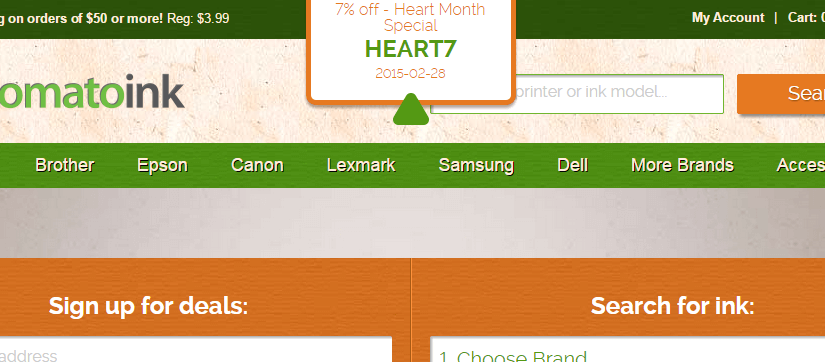 g on orders of $50 or more! Reg: $3.99
7% off - Heart Month
Special
HEART7
2015-02-28
My Account | Cart:
omatoink
printer or ink model...
Sea
Brother Epson Canon Lexmark Samsung Dell More Brands Acces
Sign up for deals:
Search for ink:
address
1. Choose Brand